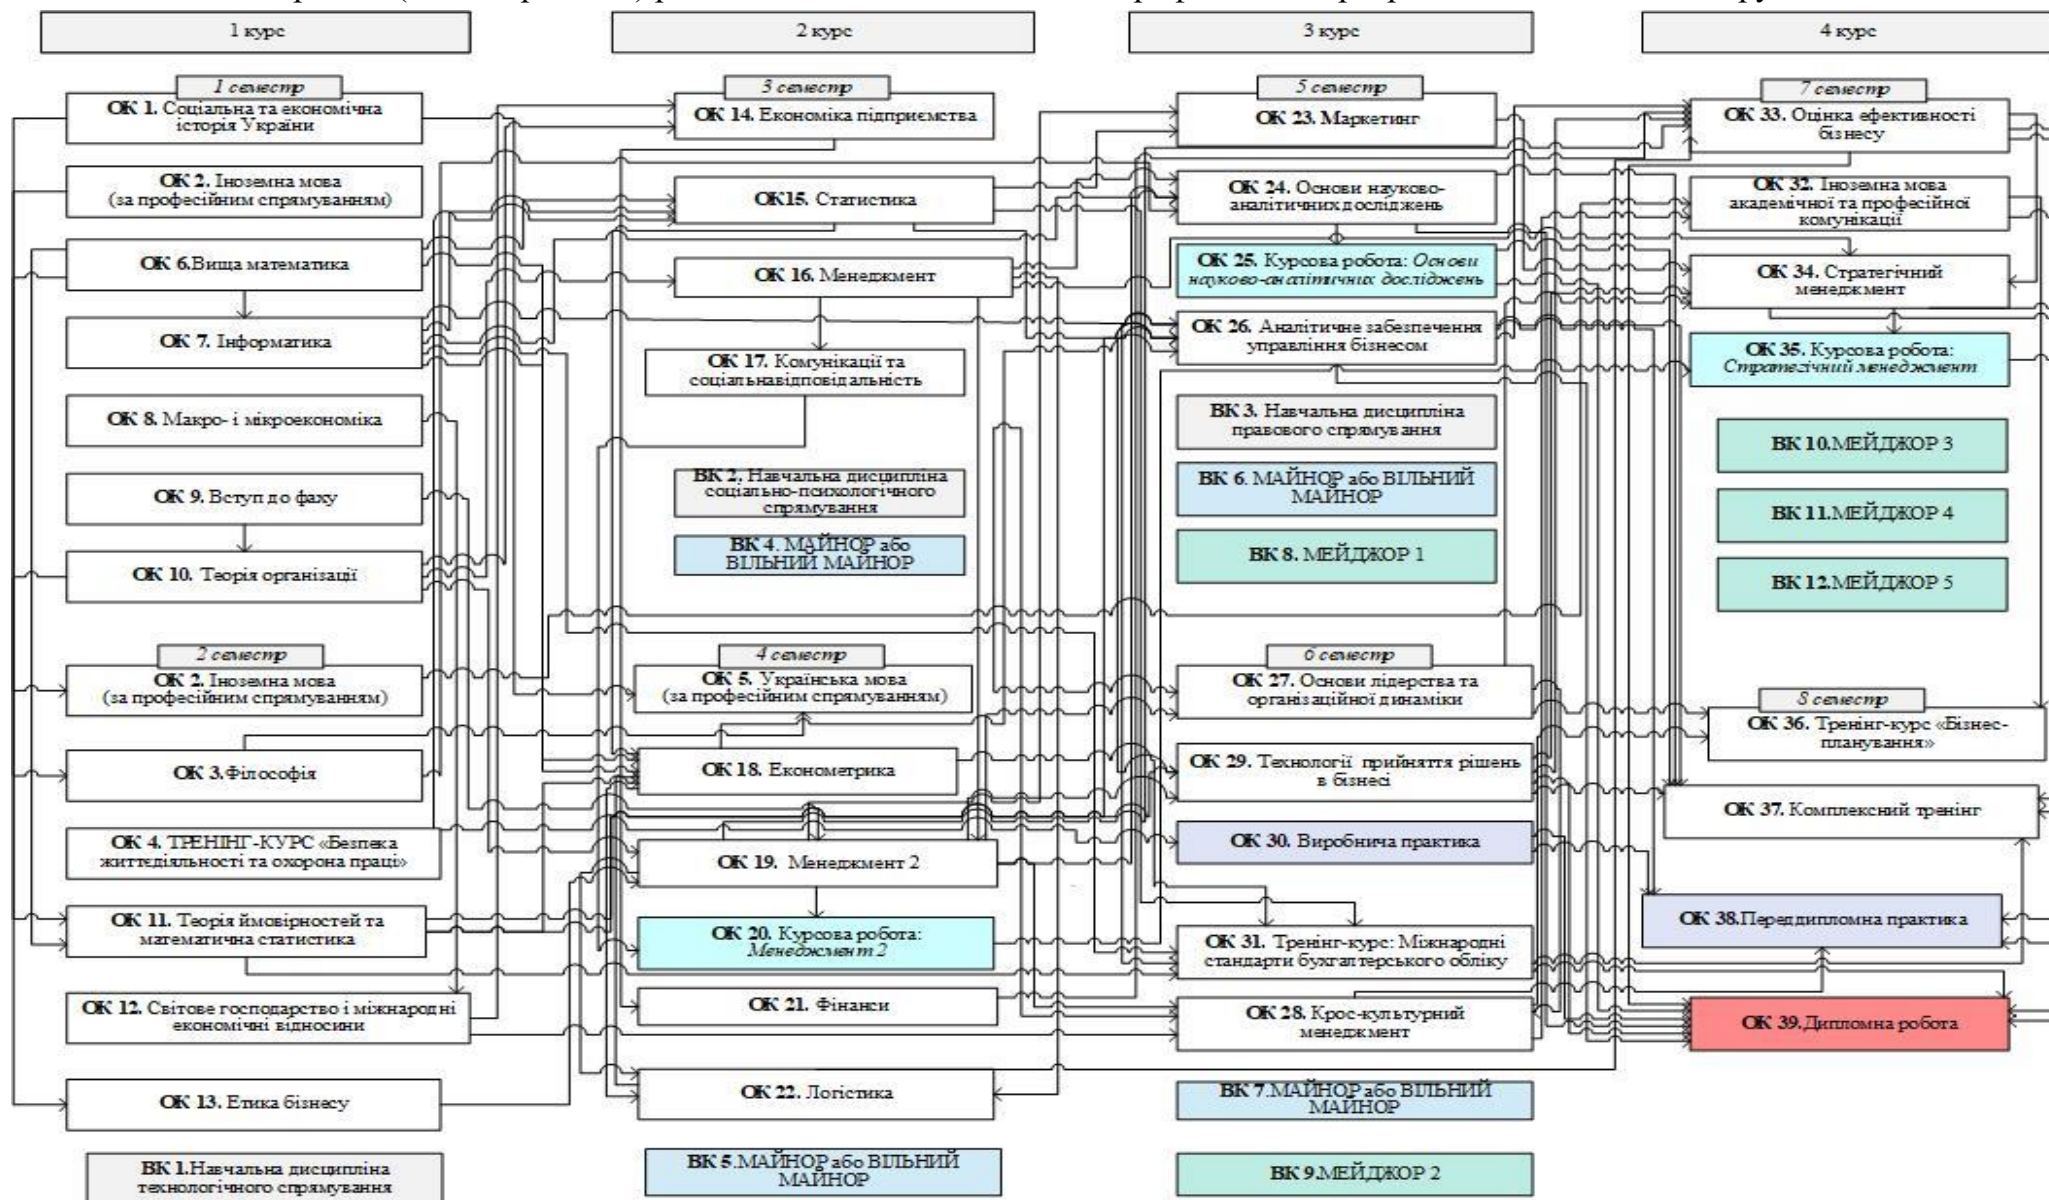 1 курс
1 семестр
ОК 1. Соціальна та економічна
історія України
ОК 2. Іноземна мова
(за професійним спрямуванням)
ОК 6.Вища математика
ОК 7. Інформатика
ОК 8. Макро- і мікроекономіка
ОК 9. Вступ до фаху
ОК 10. Теорія організації
2 семестр
ОК 2. Іноземна мова
(за професійним спрямуванням)
ОК 3.Філософія
ОК 4. ТРЕНІНГ-КУРС «Безпека
життєдіяльності та охорона праці»
ОК 11. Теорія ймовірностей та
математична статистика
ОК 12. Світове господарство і міжнародні
економічні відносини
ОК 13. Етика бізнесу
ВК 1.Навчальна дисципліна
технологічного спрямування
2 курс
3 семестр
ОК 14. Економіка підприємства
ОК15. Статистика
ОК 16. Менеджмент
ОК 17. Комунікації та
соціальнавідповідальність
ВК 2. Навчальна дисципліна
соціально-психологічного
спрямування
ВК 4. МАЙНОР або
ВІЛЬНИЙ МАЙНОР
4 семестр
ОК 5. Українська мова
(за професійним спрямуванням)
ОК 18. Економетрика
ОК 19. Менеджмент 2
ОК 20. Курсова робота:
Менеджмент 2
ОК 21. Фінанси
ОК 22. Логістика
ВК 5.МАЙНОР або ВІЛЬНИЙ
МАЙНОР
3 курс
5 семестр
ОК 23. Маркетинг
ОК 24. Основи науково-
аналітичних досліджень
ОК 25. Курсова робота: Основи
науково-аналітичних досліджень
ОК 26. Аналітичне забезпечення
управління бізнесом
ВК 3. Навчальна дисципліна
правового спрямування
ВК 6. МАЙНОР або ВІЛЬНИЙ
МАЙНОР
ВК 8. МЕЙДЖОР 1
6 семестр
ОК 27. Основи лідерства та
організаційної динаміки
ОК 29. Технології прийняття рішень
в бізнесі
ОК 30. Виробнича практика
ОК 31. Тренінг-курс: Міжнародні
стандарти бухгалтерського обліку
ОК 28. Крос-культурний
менеджмент
ВК 7.МАЙНОР або ВІЛЬНИЙ
МАЙНОР
ВК 9.МЕЙДЖОР 2
4 курс
7 семестр
ОК 33. Оцінка ефективності
бізнесу
ОК 32. Іноземна мова
академічної та професійної
комунікації
ОК 34. Стратегічний
менеджмент
ОК 35. Курсова робота:
Стратегічний менеджмент
ВК 10.МЕЙДЖОР 3
ВК 11.МЕЙДЖОР 4
ВК 12.МЕЙДЖОР 5
8 семестр
ОК 36. Тренінг-курс «Бізнес-
планування»
ОК 37. Комплексний тренінг
ОК 38.Переддипломна практика
ОК 39.Дипломна робота